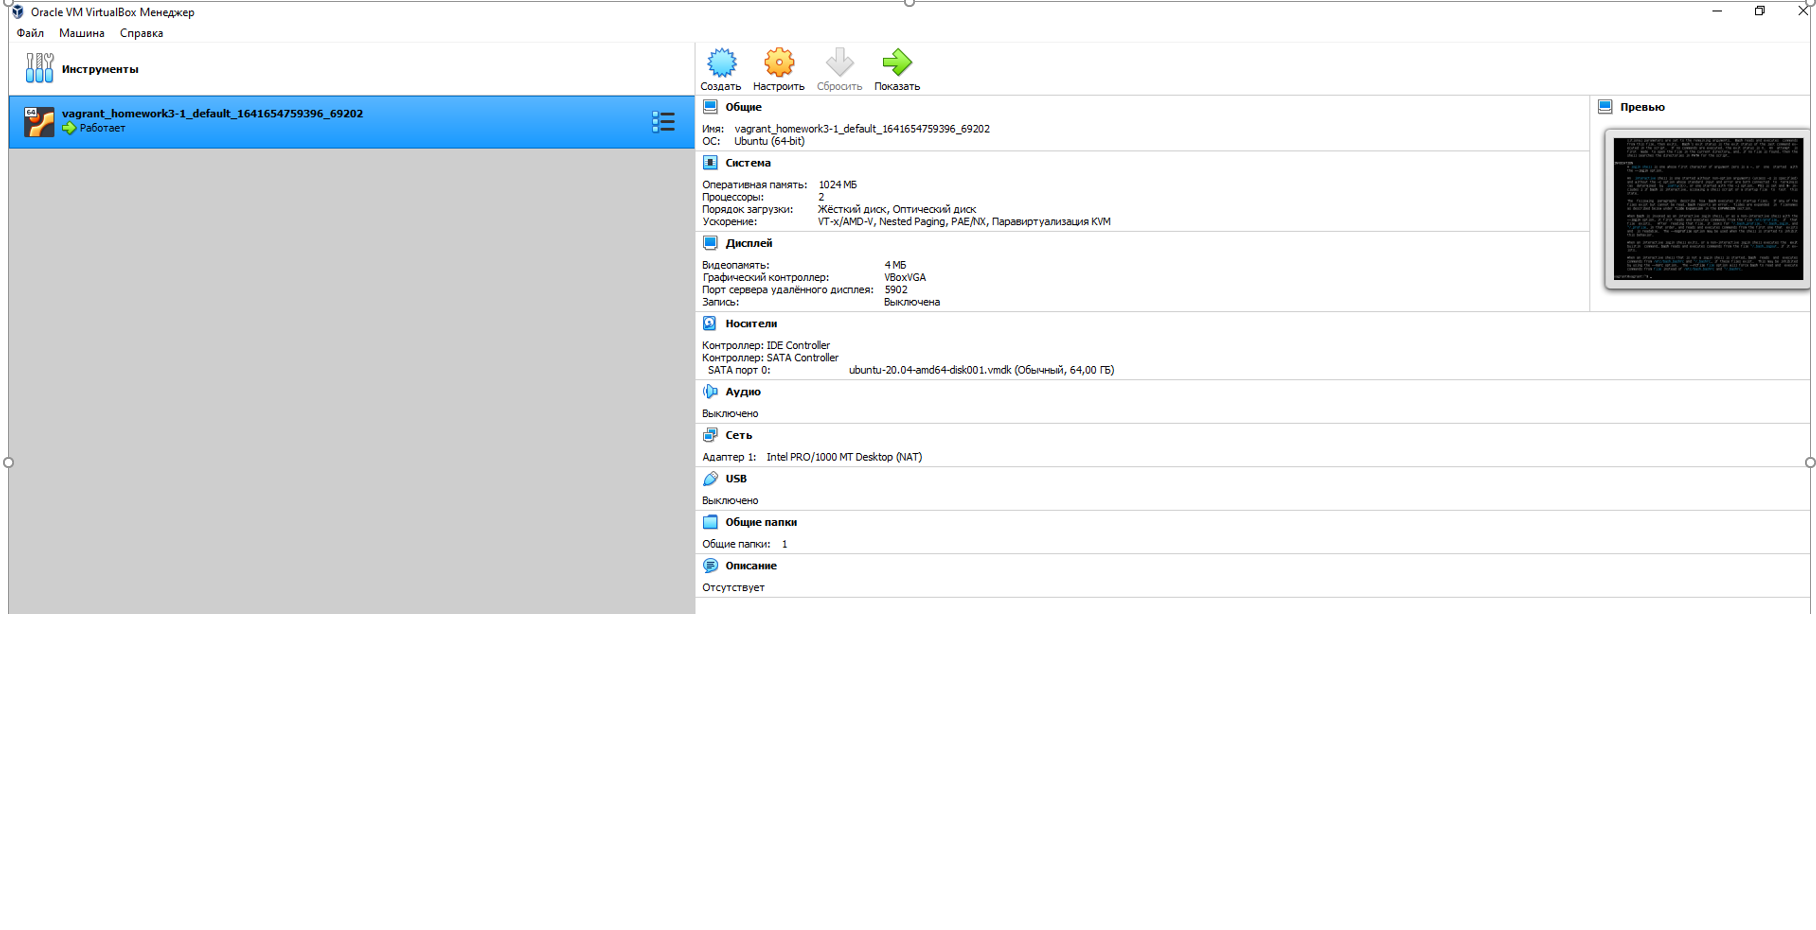 Oracle VM VirtualBox Менеджер
Файл Машина Справка
Инструменты
Создать Настроить Сбросить Показать
64
vagrant_homework3-1_default_1641654759396_69202
Работает
Общие
Имя: vagrant_homework3-1_default_1641654759396_69202
ОС: Ubuntu (64-bit)
Превью
Система
Оперативная память: 1024 МБ
Процессоры: 2
Порядок загрузки: Жёсткий диск, Оптический диск
Ускорение: VT-x/AMD-V, Nested Paging, PAE/NX, Паравиртуализация KVM
Дисплей
Видеопамять: 4 МБ
Графический контроллер: VBoxVGA
Порт сервера удалённого дисплея: 5902
Запись: Выключена
Носители
Контроллер: IDE Controller
Контроллер: SATA Controller
SATA порт 0: ubuntu-20.04-amd64-disk001.vmdk (Обычный, 64,00 ГБ)
Аудио
Выключено
Сеть
Адаптер 1: Intel PRO/1000 MT Desktop (NAT)
USB
Выключено
Общие папки
Общие папки: 1
Описание
Отсутствует